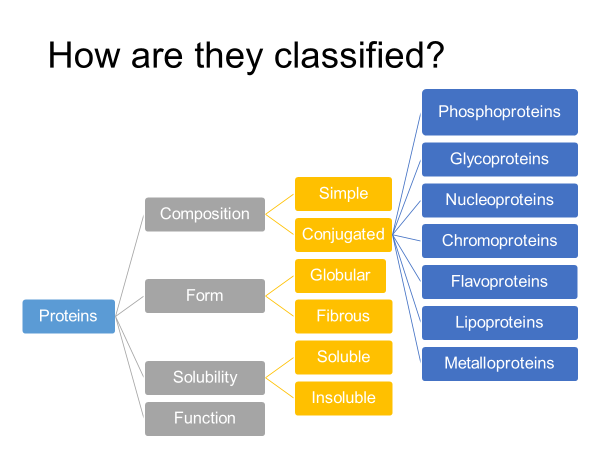 How are they classified?
Proteins
Composition
Simple
Conjugated
Phosphoproteins
Glycoproteins
Nucleoproteins
Chromoproteins
Flavoproteins
Lipoproteins
Metalloproteins
Form
Globular
Fibrous
Solubility
Soluble
Insoluble
Function